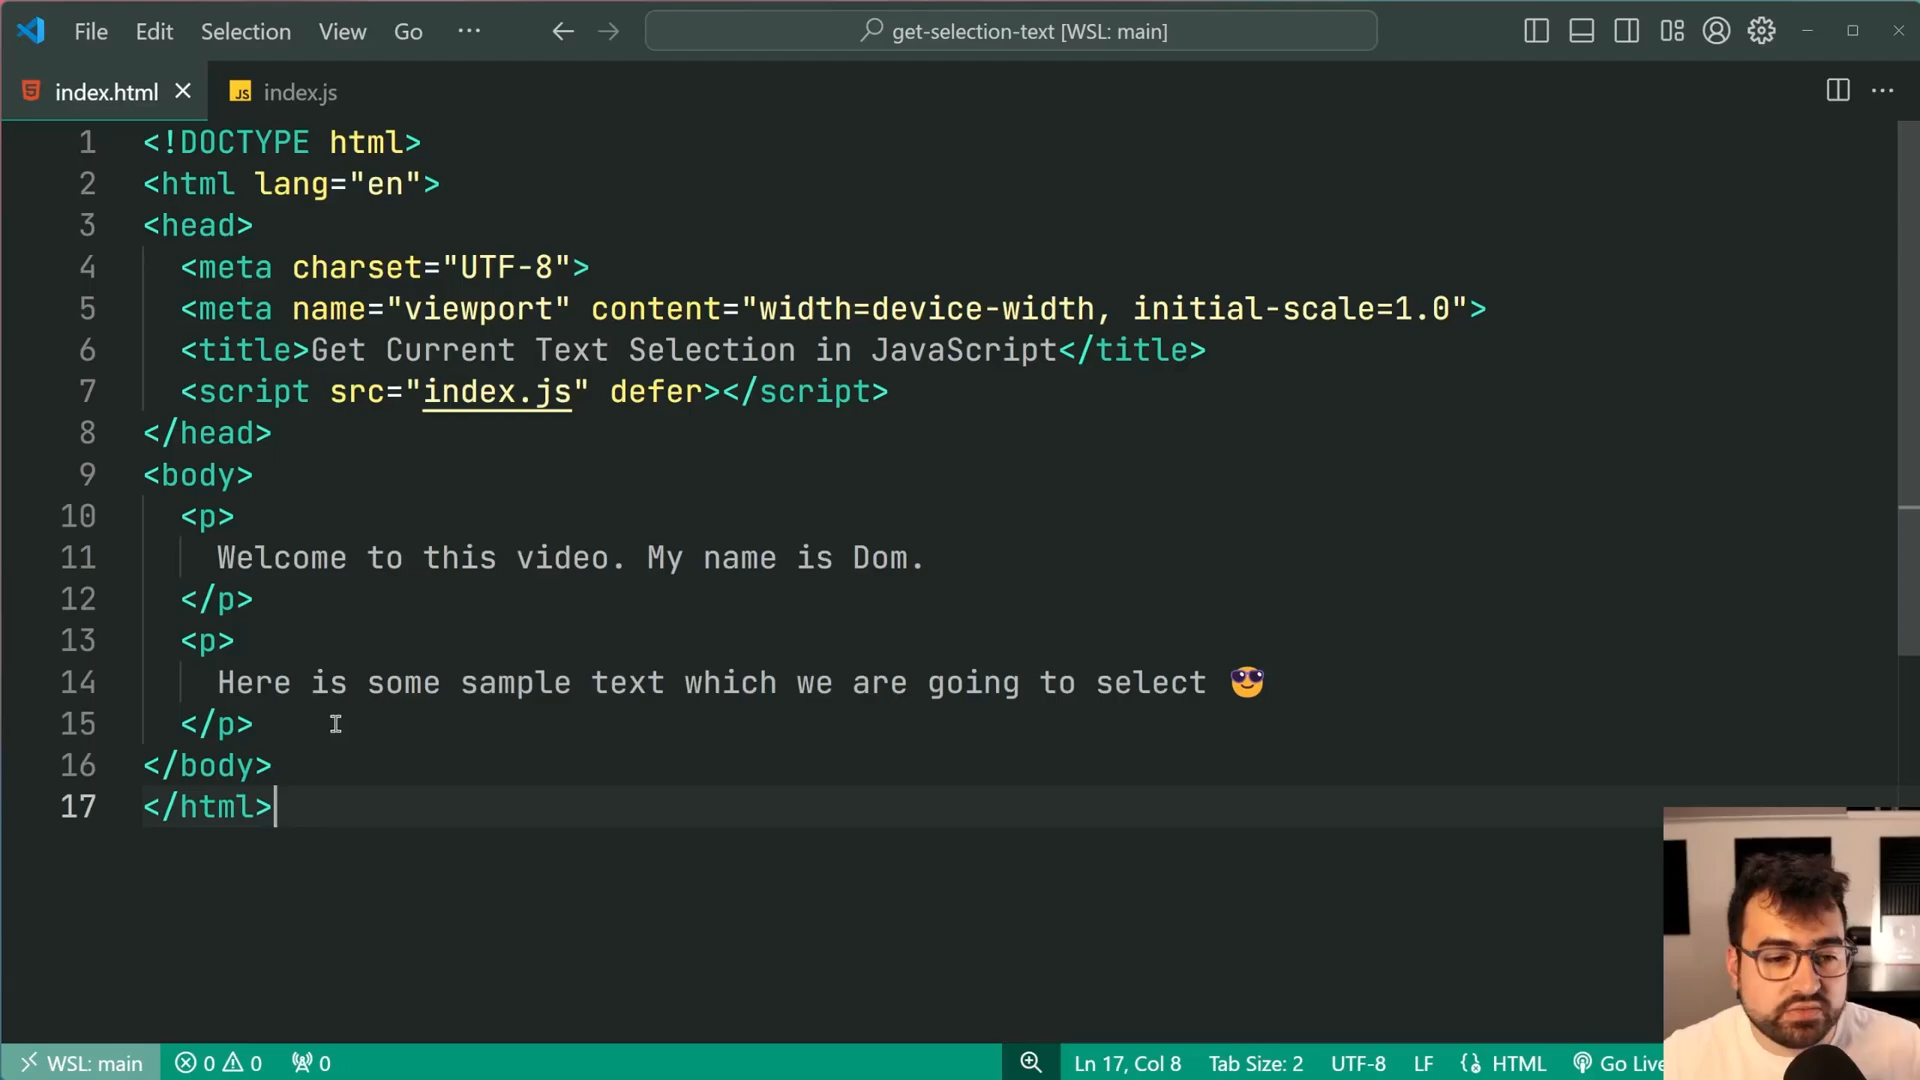 File Edit Selection View Go ··· get-selection-text [WSL: main]
index.html JS index.js
1 <!DOCTYPE html>
2 <html lang="en">
3 <head>
4 <meta charset="UTF-8">
5 <meta name="viewport" content="width=device-width, initial-scale=1.0">
6 <title>Get Current Text Selection in JavaScript</title>
7 <script src="index.js" defer></script>
8 </head>
9 <body>
10 <p>
11 Welcome to this video. My name is Dom.
12 </p>
13 <p>
14 Here is some sample text which we are going to select 😎
15 </p>
16 </body>
17 </html>
WSL: main 0 0 0 Ln 17, Col 8 Tab Size: 2 UTF-8 LF HTML Go Live